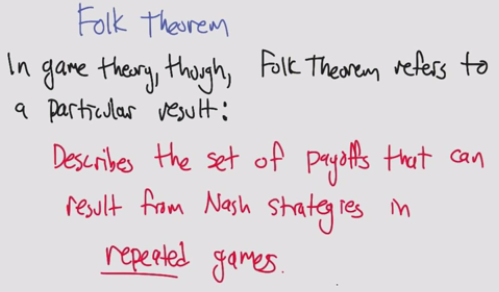 Folk Theorem
In game theory, though, Folk Theorem refers to
a particular result:
Describes the set of payoffs that can
result from Nash strategies in
repeated games.